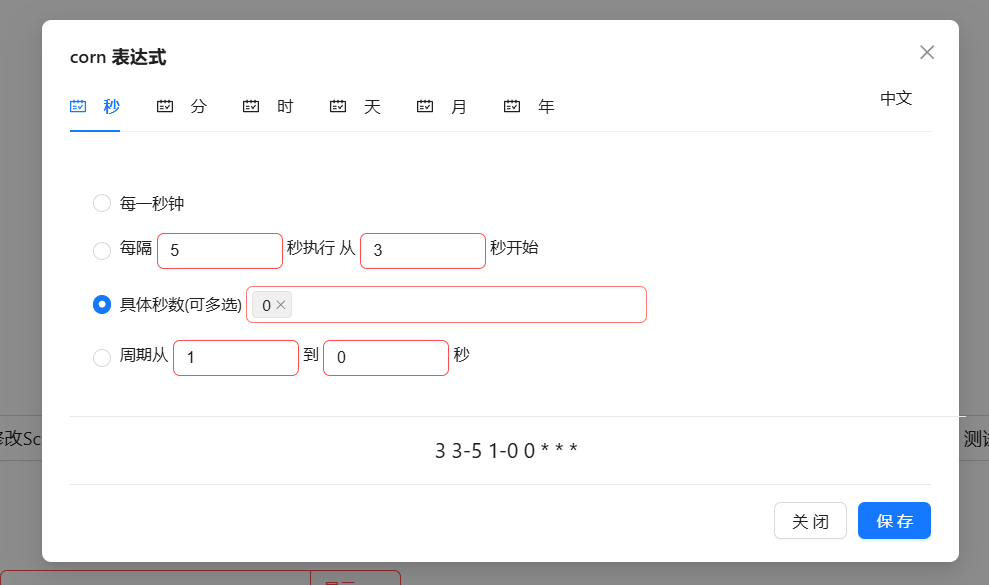 corn 表达式
秒 分 时 天 月 年 中文
每一秒钟
每隔 5 秒执行 从 3 秒开始
具体秒数(可多选) 0
周期从 1 到 0 秒
修改Sc 测试
3 3-5 1-0 0 * * *
关 闭 保 存